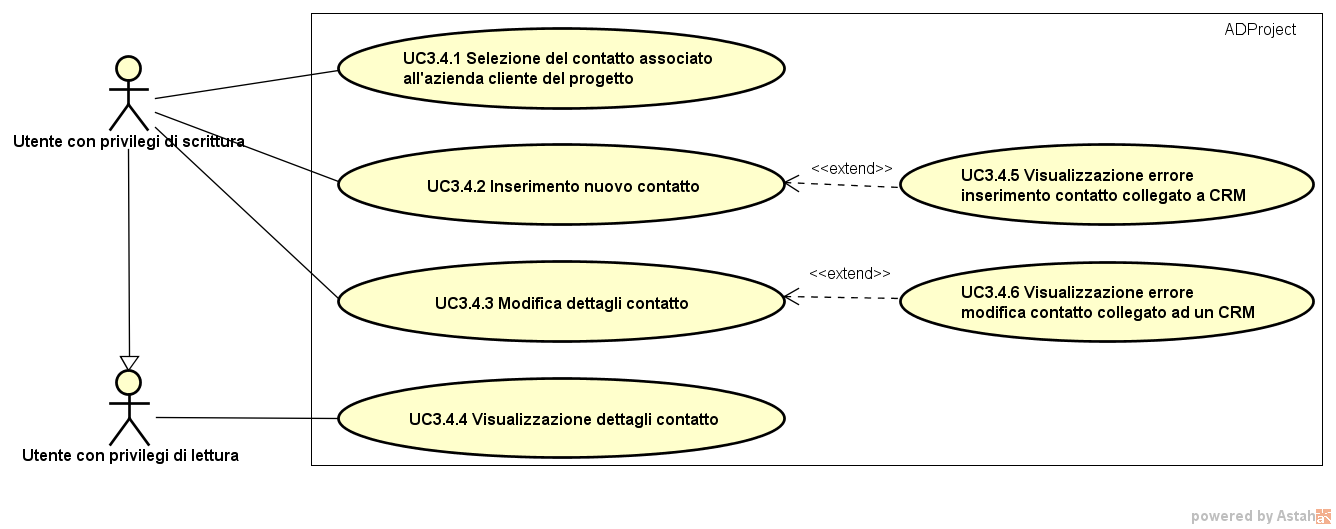 ADProject
UC3.4.1 Selezione del contatto associato
all'azienda cliente del progetto
Utente con privilegi di scrittura
UC3.4.2 Inserimento nuovo contatto
<<extend>>
UC3.4.5 Visualizzazione errore
inserimento contatto collegato a CRM
UC3.4.3 Modifica dettagli contatto
<<extend>>
UC3.4.6 Visualizzazione errore
modifica contatto collegato ad un CRM
UC3.4.4 Visualizzazione dettagli contatto
Utente con privilegi di lettura
powered by Astah